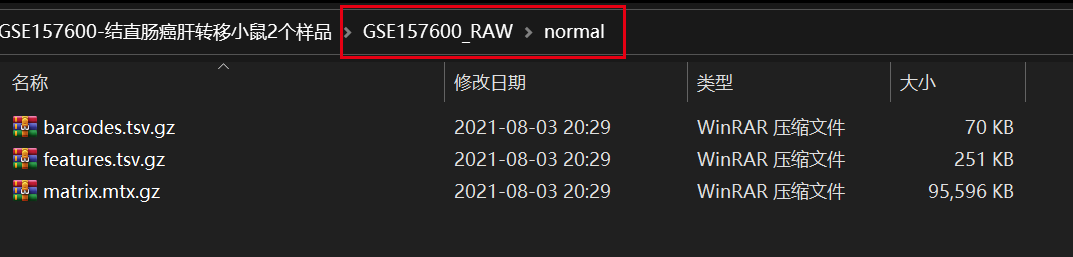 GSE157600-结直肠癌肝转移小鼠2个样品 > GSE157600_RAW > normal
名称 修改日期 类型 大小
barcodes.tsv.gz 2021-08-03 20:29 WinRAR 压缩文件 70 KB
features.tsv.gz 2021-08-03 20:29 WinRAR 压缩文件 251 KB
matrix.mtx.gz 2021-08-03 20:29 WinRAR 压缩文件 95,596 KB